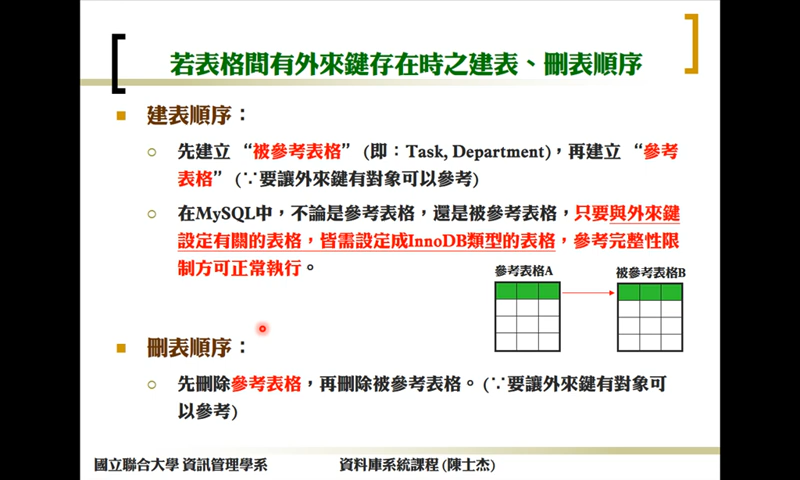 若表格間有外來鍵存在時之建表、刪表順序
建表順序：
先建立 “被參考表格” (即：Task, Department)，再建立 “參考
表格” (∵要讓外來鍵有對象可以參考)
在MySQL中，不論是參考表格，還是被參考表格，只要與外來鍵
設定有關的表格，皆需設定成InnoDB類型的表格，參考完整性限
制方可正常執行。
參考表格A
被參考表格B
刪表順序：
先刪除參考表格，再刪除被參考表格。(∵要讓外來鍵有對象可
以參考)
國立聯合大學 資訊管理學系
資料庫系統課程 (陳士杰)